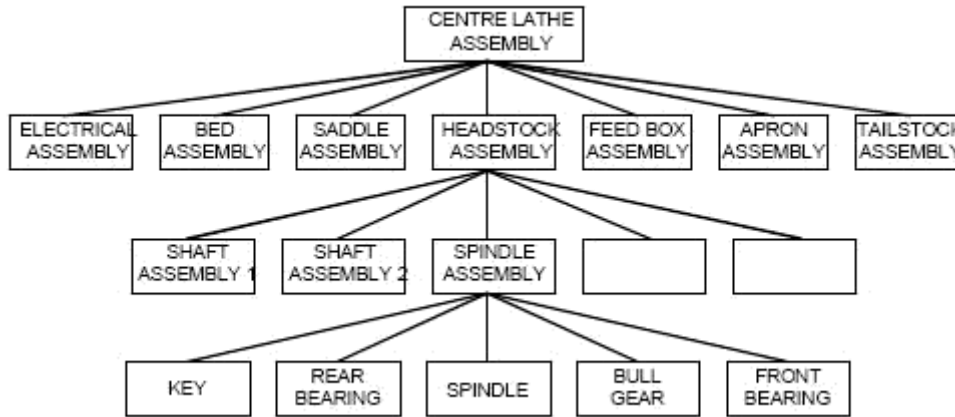 CENTRE LATHE
ASSEMBLY
ELECTRICAL
ASSEMBLY
BED
ASSEMBLY
SADDLE
ASSEMBLY
HEADSTOCK
ASSEMBLY
FEED BOX
ASSEMBLY
APRON
ASSEMBLY
TAILSTOCK
ASSEMBLY
SHAFT
ASSEMBLY 1
SHAFT
ASSEMBLY 2
SPINDLE
ASSEMBLY
KEY
REAR
BEARING
SPINDLE
BULL
GEAR
FRONT
BEARING